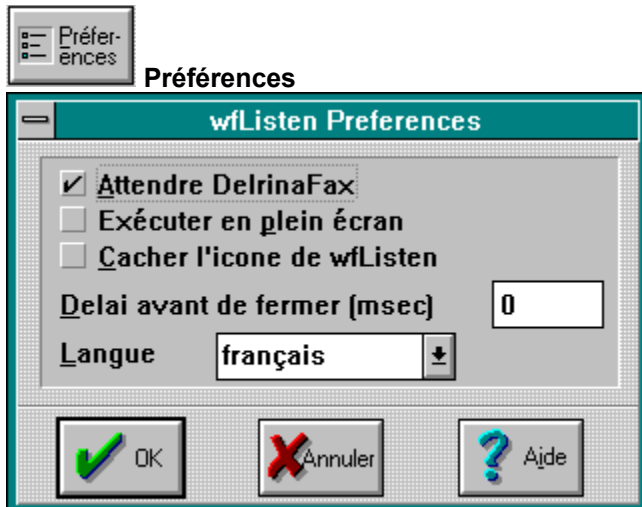 Préfer-
ences
Préférences
wfListen Preferences
Attendre DelrinaFax
Exécuter en plein écran
Cacher l'icone de wfListen
Delai avant de fermer (msec) 0
Langue français
OK Annuler Aide